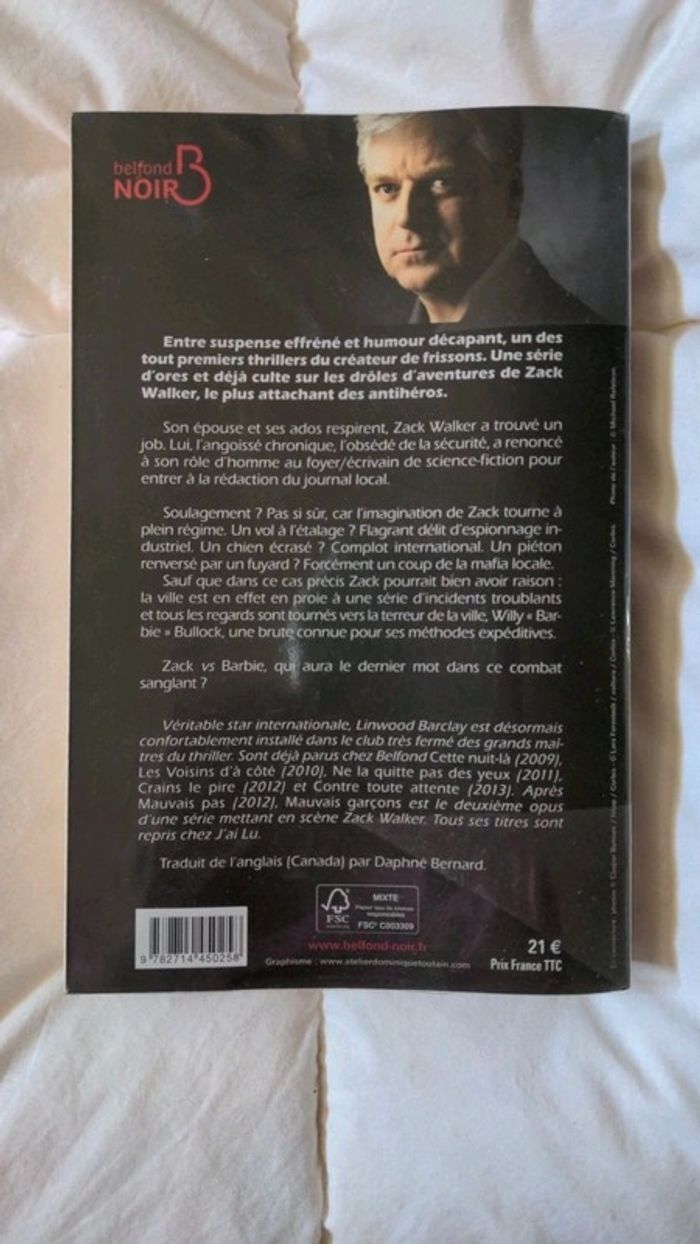 belfond
NOIR
Entre suspense effréné et humour décapant, un des
tout premiers thrillers du créateur de frissons. Une série
d'ores et déjà culte sur les drôles d'aventures de Zack
Walker, le plus attachant des antihéros.
Son épouse et ses ados respirent, Zack Walker a trouvé un
job. Lui, l'angoissé chronique, l'obsédé de la sécurité, a renoncé
à son rôle d'homme au foyer/écrivain de science-fiction pour
entrer à la rédaction du journal local.
Soulagement ? Pas si sûr, car l'imagination de Zack tourne à
plein régime. Un vol à l'étalage ? Flagrant délit d'espionnage in-
dustriel. Un chien écrasé ? Complot international. Un piéton
renversé par un fuyard ? Forcément un coup de la mafia locale.
Sauf que dans ce cas précis Zack pourrait bien avoir raison :
la ville est en effet en proie à une série d'incidents troublants
et tous les regards sont tournés vers la terreur de la ville, Willy « Bar-
bie » Bullock, une brute connue pour ses méthodes expéditives.
Zack vs Barbie, qui aura le dernier mot dans ce combat
sanglant ?
Véritable star internationale, Linwood Barclay est désormais
confortablement installé dans le club très fermé des grands maî-
tres du thriller. Sont déjà parus chez Belfond Cette nuit-là (2009),
Les Voisins d'à côté (2010), Ne la quitte pas des yeux (2011),
Crains le pire (2012) et Contre toute attente (2013). Après
Mauvais pas (2012), Mauvais garçons est le deuxième opus
d'une série mettant en scène Zack Walker. Tous ses titres sont
repris chez J'ai Lu.
Traduit de l'anglais (Canada) par Daphné Bernard.
FSC
MIXTE
Papier issu de sources
responsables
FSC® C003309
www.belfond-noir.fr
9 782714 450258
Graphisme : www.atelierdominiquetoutain.com
21 €
Prix France TTC
Photo de l'auteur : © Michael Rafelson.